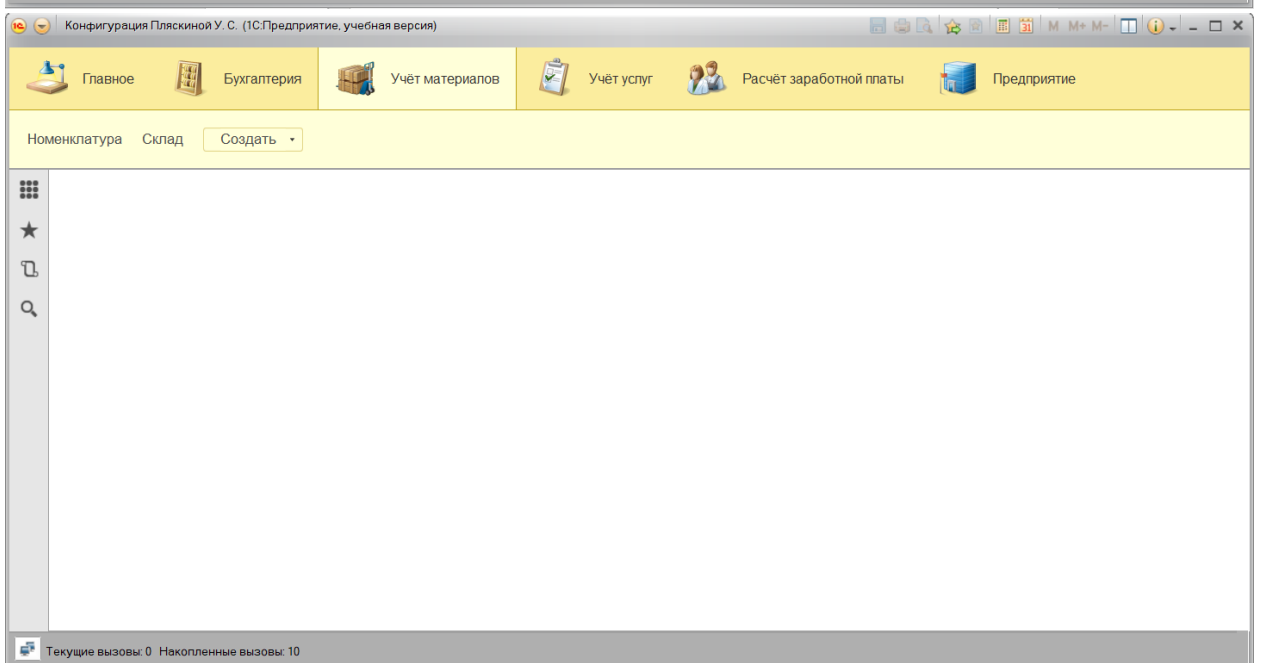 Конфигурация Пляскиной У. С. (1С:Предприятие, учебная версия) 31 M M+ M-
Главное Бухгалтерия Учёт материалов Учёт услуг Расчёт заработной платы Предприятие
Номенклатура Склад Создать
Текущие вызовы: 0 Накопленные вызовы: 10